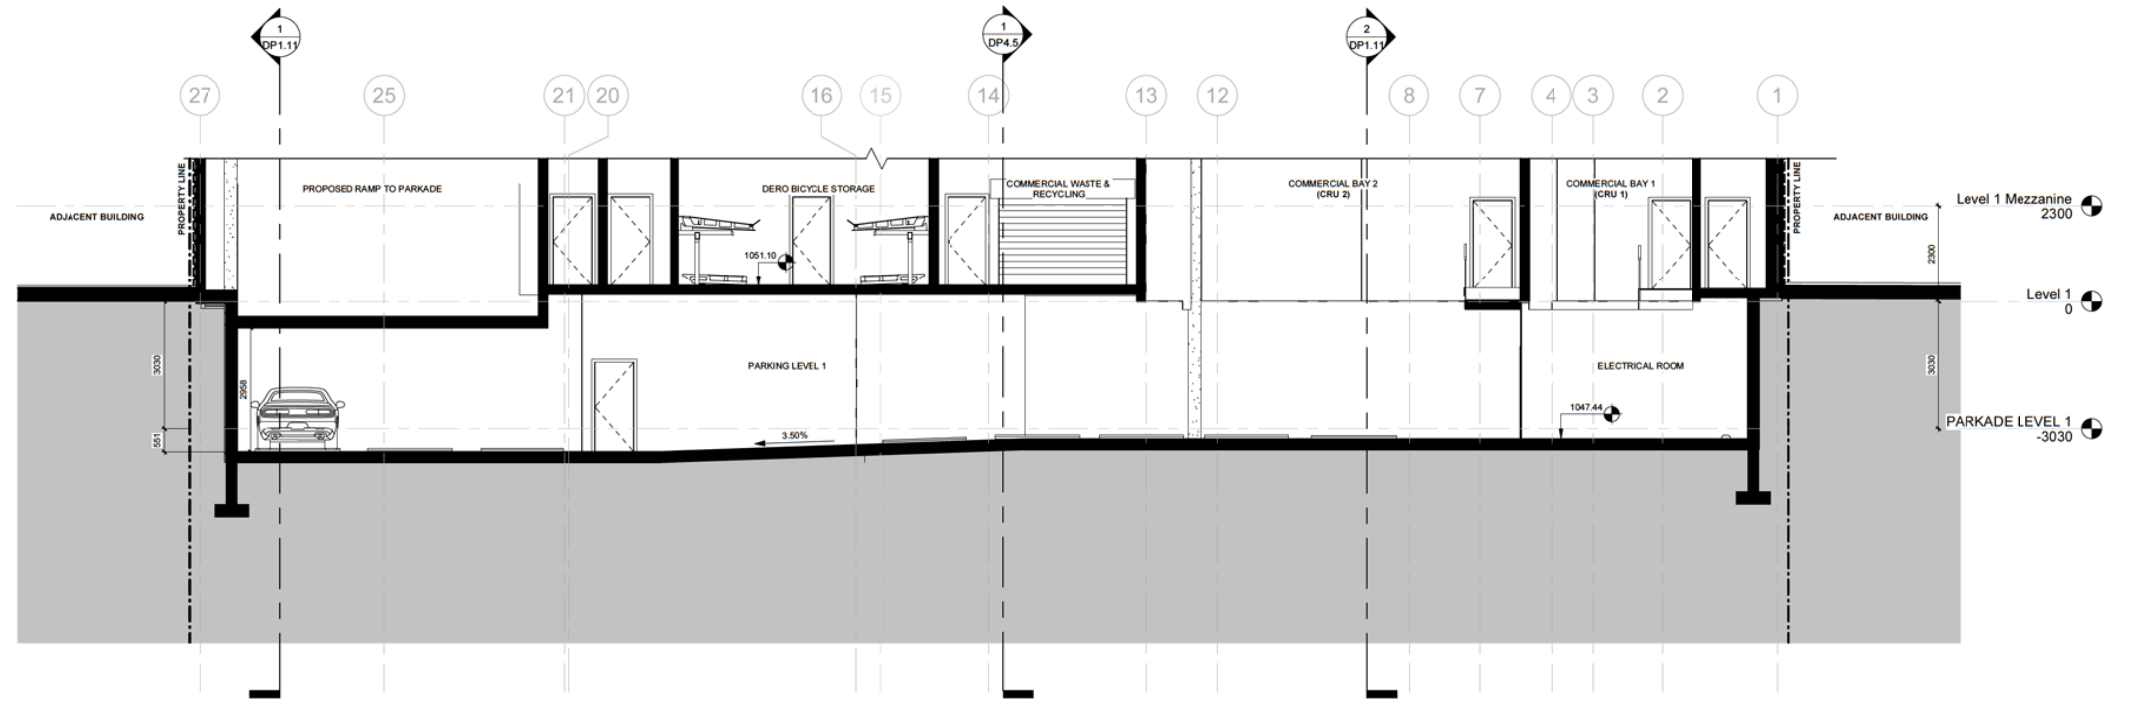 1
DP1.11
1
DP4.5
2
DP1.11
27
25
21
20
16
15
14
13
12
8
7
4
3
2
1
PROPERTY LINE
PROPOSED RAMP TO PARKADE
DERO BICYCLE STORAGE
COMMERCIAL WASTE &
RECYCLING
COMMERCIAL BAY 2
(CRU 2)
COMMERCIAL BAY 1
(CRU 1)
PROPERTY LINE
ADJACENT BUILDING
ADJACENT BUILDING
Level 1 Mezzanine
2300
1051.10
2300
Level 1
0
3030
2958
PARKING LEVEL 1
ELECTRICAL ROOM
3030
1047.44
PARKADE LEVEL 1
-3030
551
3.50%